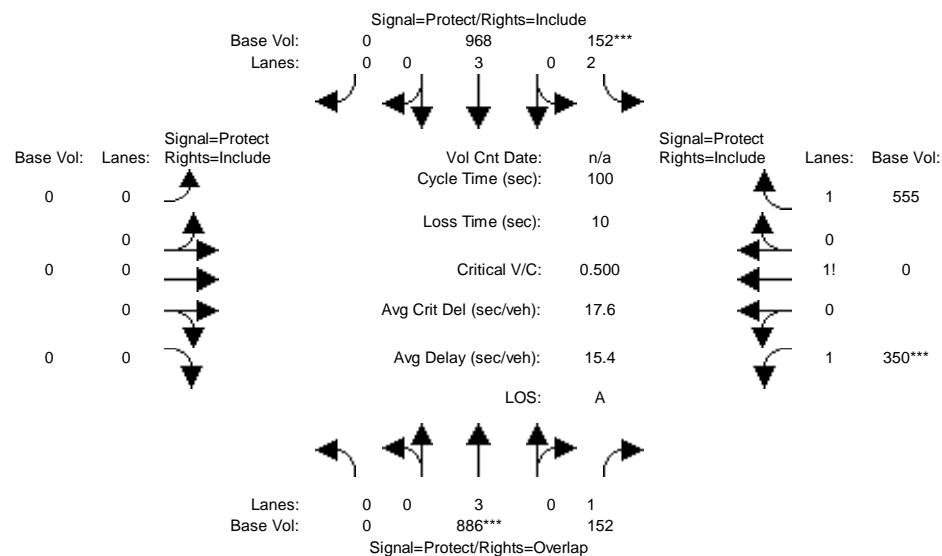 Signal=Protect/Rights=Include
Base Vol: 0 968 152***
Lanes: 0 0 3 0 2
Signal=Protect Signal=Protect
Base Vol: Lanes: Rights=Include Vol Cnt Date: n/a Rights=Include Lanes: Base Vol:
Cycle Time (sec): 100
0 0 1 555
Loss Time (sec): 10
0 0
0 0 Critical V/C: 0.500 1! 0
0 Avg Crit Del (sec/veh): 17.6 0
0 0 Avg Delay (sec/veh): 15.4 1 350***
LOS: A
Lanes: 0 0 3 0 1
Base Vol: 0 886*** 152
Signal=Protect/Rights=Overlap